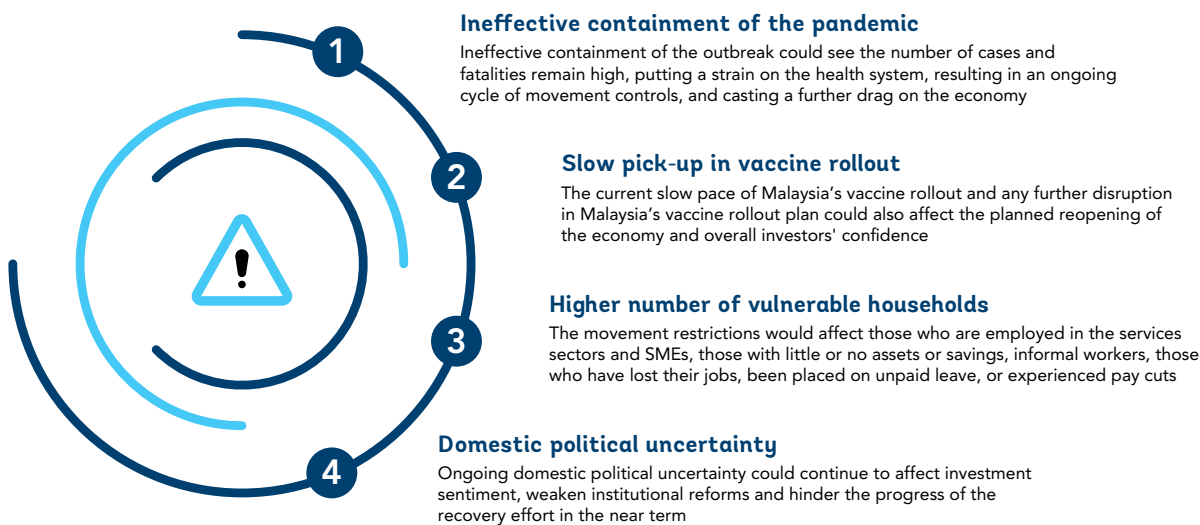 1
Ineffective containment of the pandemic
Ineffective containment of the outbreak could see the number of cases and
fatalities remain high, putting a strain on the health system, resulting in an ongoing
cycle of movement controls, and casting a further drag on the economy
2
Slow pick-up in vaccine rollout
The current slow pace of Malaysia's vaccine rollout and any further disruption
in Malaysia's vaccine rollout plan could also affect the planned reopening of
the economy and overall investors' confidence
3
Higher number of vulnerable households
The movement restrictions would affect those who are employed in the services
sectors and SMEs, those with little or no assets or savings, informal workers, those
who have lost their jobs, been placed on unpaid leave, or experienced pay cuts
4
Domestic political uncertainty
Ongoing domestic political uncertainty could continue to affect investment
sentiment, weaken institutional reforms and hinder the progress of the
recovery effort in the near term